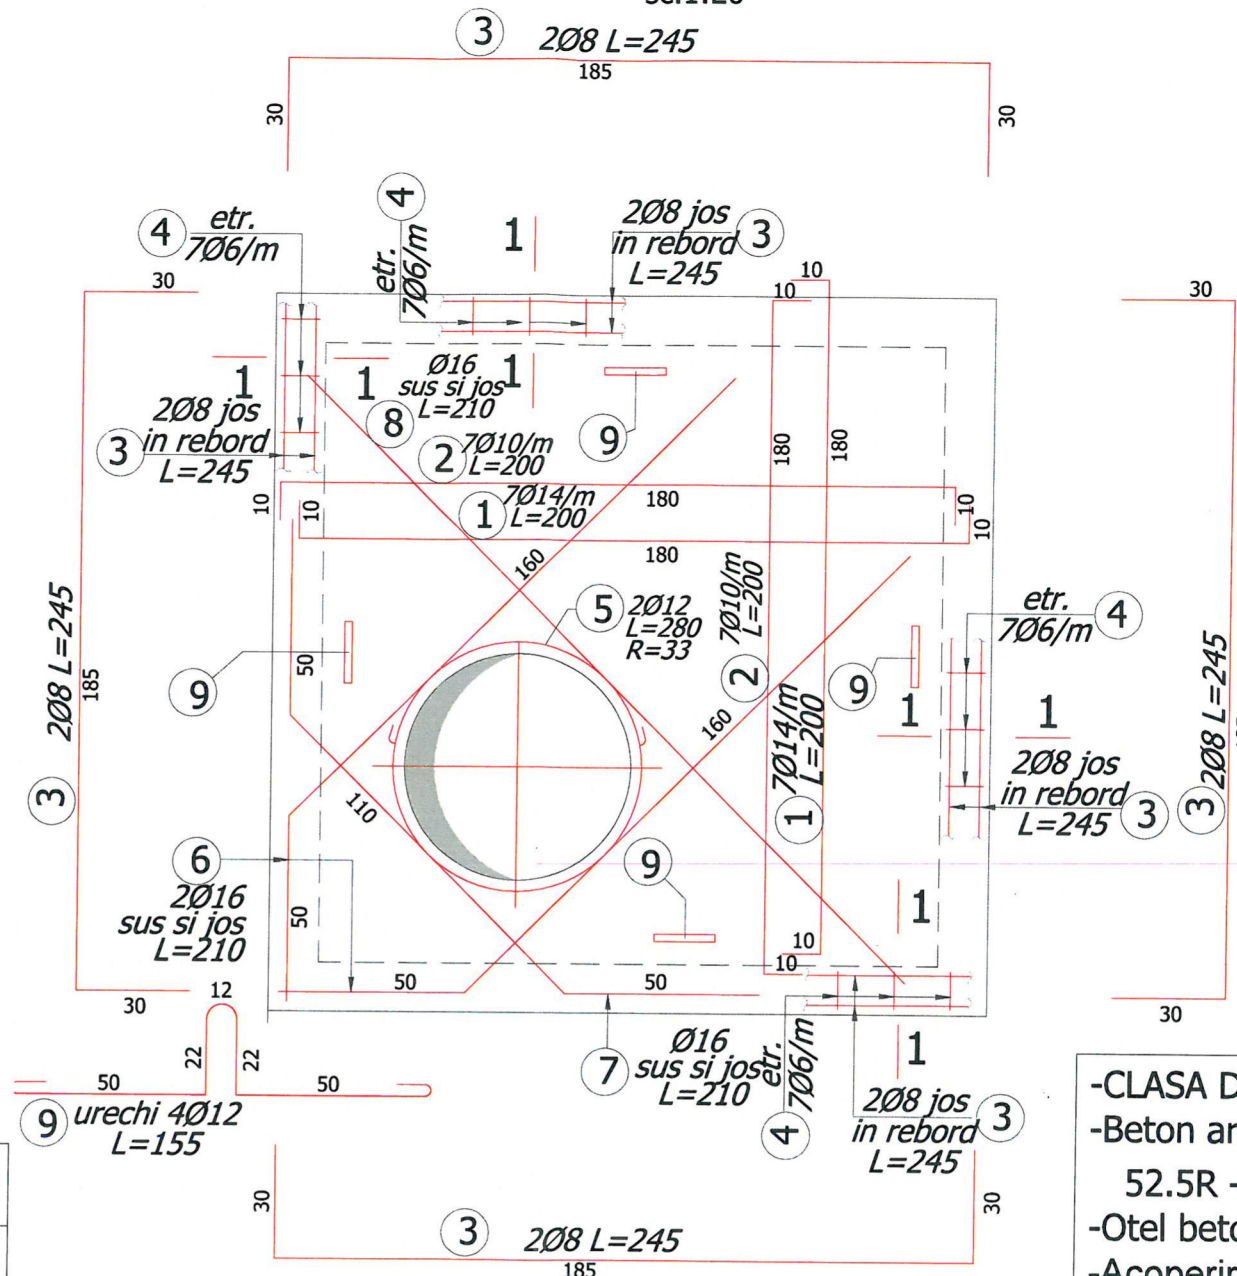 3
2Ø8 L=245
185
30
30
4
etr.
7Ø6/m
4
etr.
7Ø6/m
1
2Ø8 jos
in rebord
L=245
3
30
10
10
30
1
1
Ø16
sus si jos
L=210
1
9
8
2Ø8 jos
in rebord
L=245
3
2
7Ø10/m
L=200
180
180
1
7Ø14/m
L=200
180
10
10
10
10
180
160
2Ø8 L=245
185
3
50
9
5
2Ø12
L=280
R=33
7Ø10/m
L=200
2
etr.
7Ø6/m
4
9
1
1
160
7Ø14/m
L=200
1
2Ø8 L=245
3
2Ø8 jos
in rebord
L=245
3
110
6
2Ø16
sus si jos
L=210
50
9
1
10
10
50
50
30
30
12
22
22
50
50
9
urechi 4Ø12
L=155
7
Ø16
sus si jos
L=210
etr.
7Ø6/m
4
1
2Ø8 jos
in rebord
L=245
3
30
30
3
2Ø8 L=245
185
-CLASA D
-Beton ar
52.5R -
-Otel beto
-Acoperir